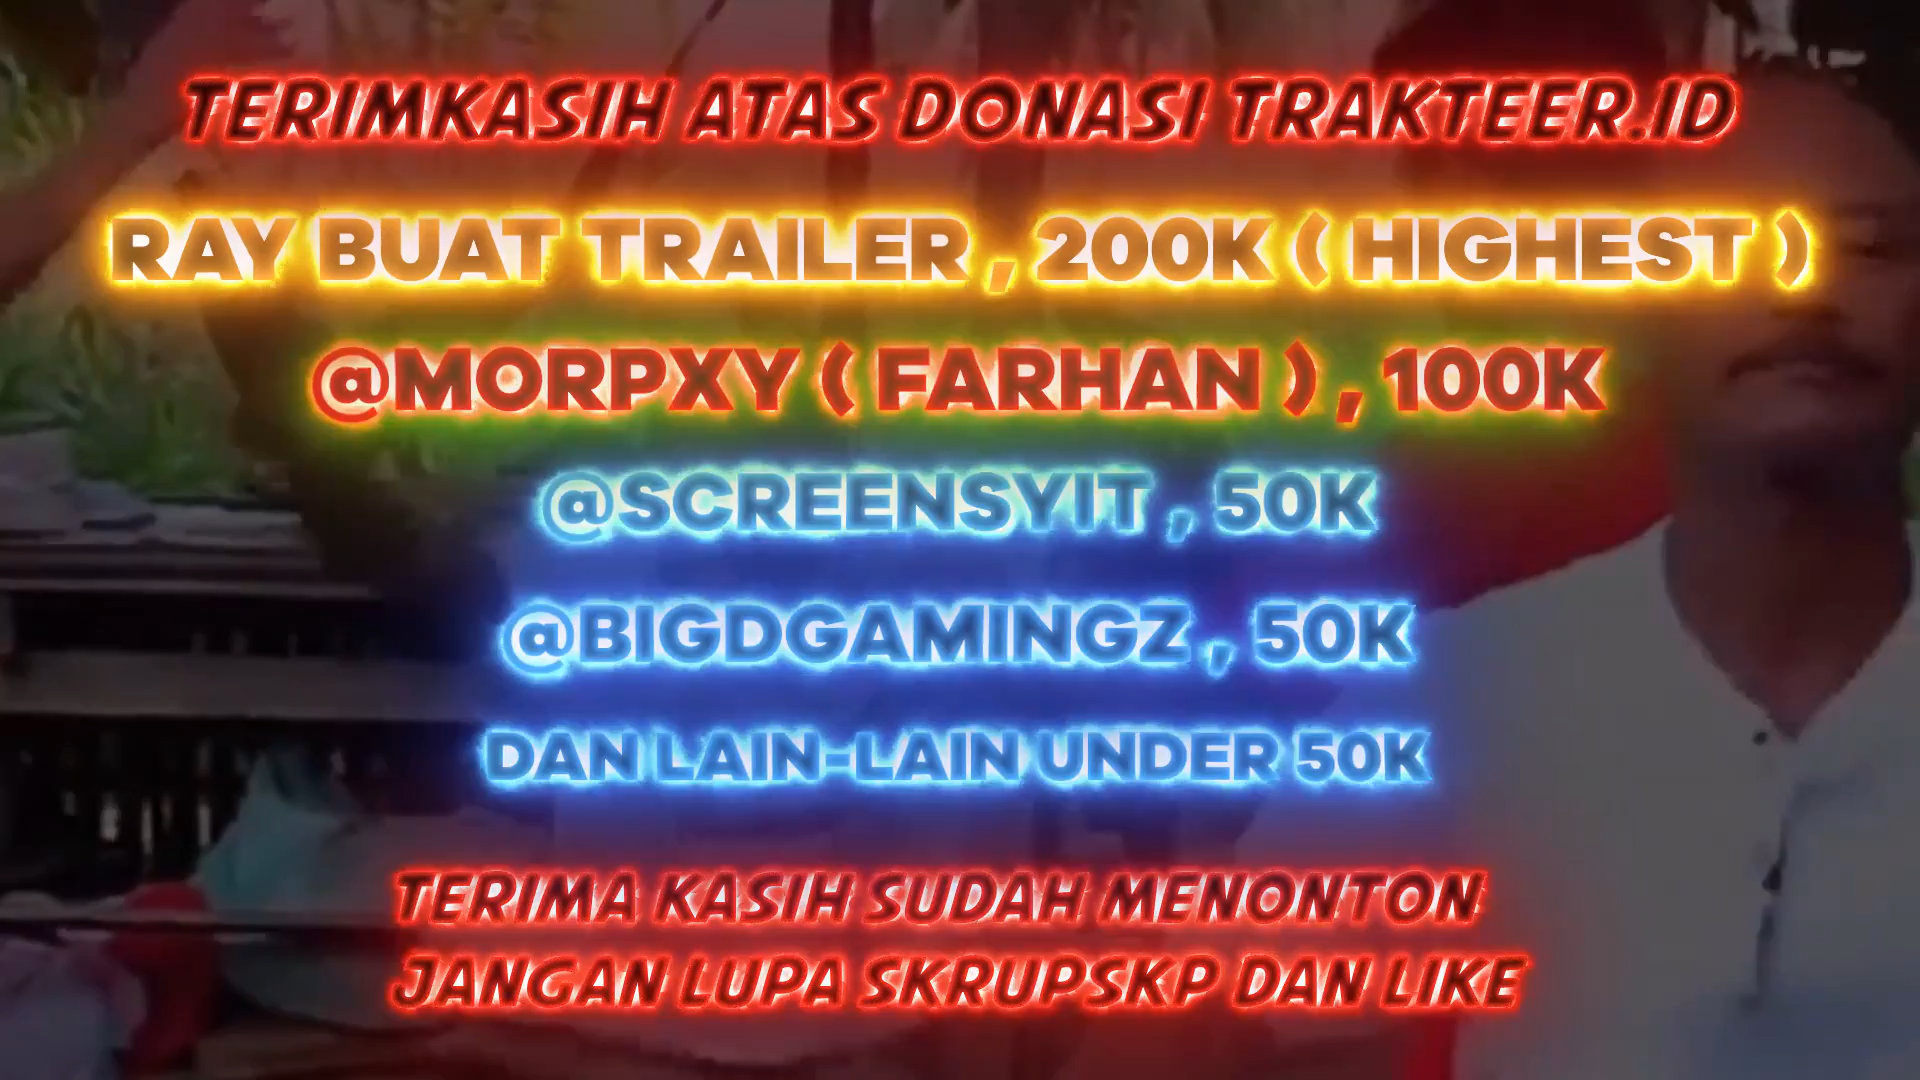 TERIMKASIH ATAS DONASI TRAKTEER.ID
RAY BUAT TRAILER , 200K ( HIGHEST )
@MORPXY ( FARHAN ) , 100K
@SCREENSYIT , 50K
@BIGDGAMINGZ , 50K
DAN LAIN-LAIN UNDER 50K
TERIMA KASIH SUDAH MENONTON
JANGAN LUPA SKRUPSKP DAN LIKE